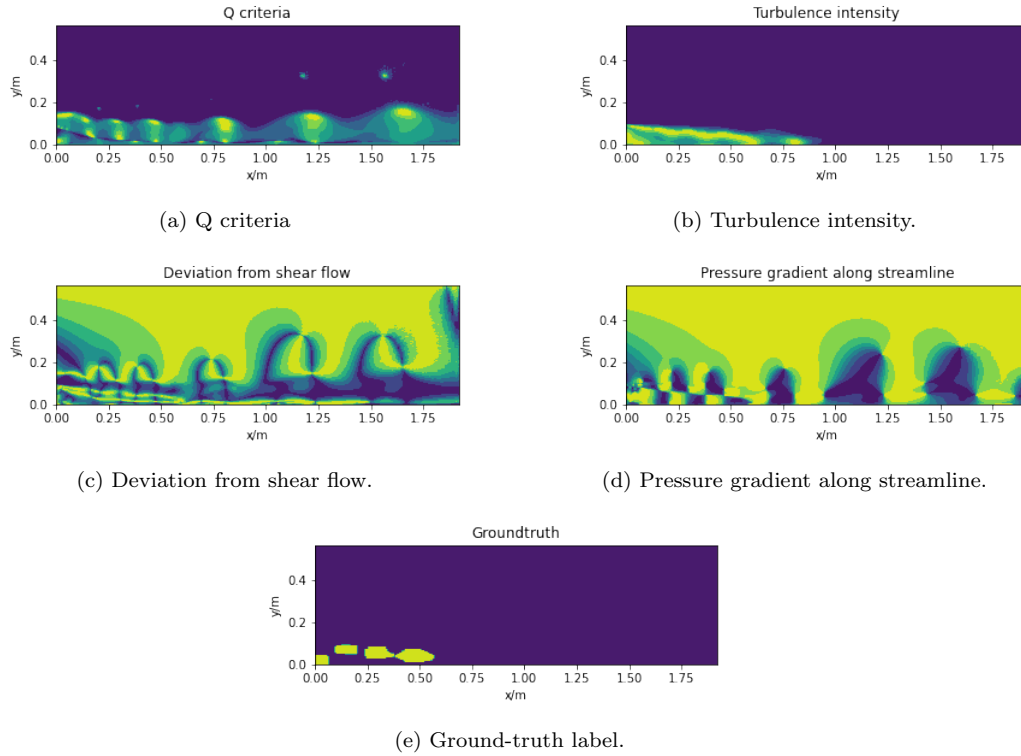 Q criteria
y/m
0.4
0.2
0.0
0.00 0.25 0.50 0.75 1.00 1.25 1.50 1.75
x/m
(a) Q criteria
Turbulence intensity
y/m
0.4
0.2
0.0
0.00 0.25 0.50 0.75 1.00 1.25 1.50 1.75
x/m
(b) Turbulence intensity.
Deviation from shear flow
y/m
0.4
0.2
0.0
0.00 0.25 0.50 0.75 1.00 1.25 1.50 1.75
x/m
(c) Deviation from shear flow.
Pressure gradient along streamline
y/m
0.4
0.2
0.0
0.00 0.25 0.50 0.75 1.00 1.25 1.50 1.75
x/m
(d) Pressure gradient along streamline.
Groundtruth
y/m
0.4
0.2
0.0
0.00 0.25 0.50 0.75 1.00 1.25 1.50 1.75
x/m
(e) Ground-truth label.